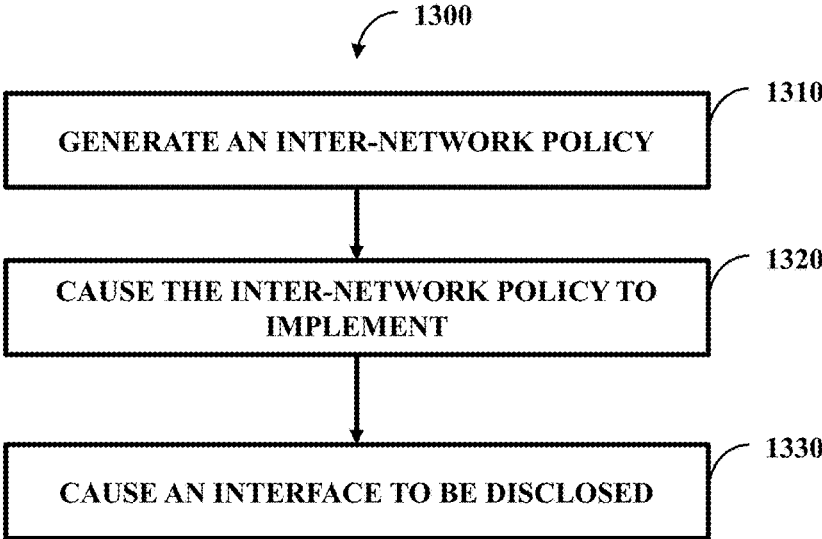 1300
1310
GENERATE AN INTER-NETWORK POLICY
1320
CAUSE THE INTER-NETWORK POLICY TO
IMPLEMENT
1330
CAUSE AN INTERFACE TO BE DISCLOSED